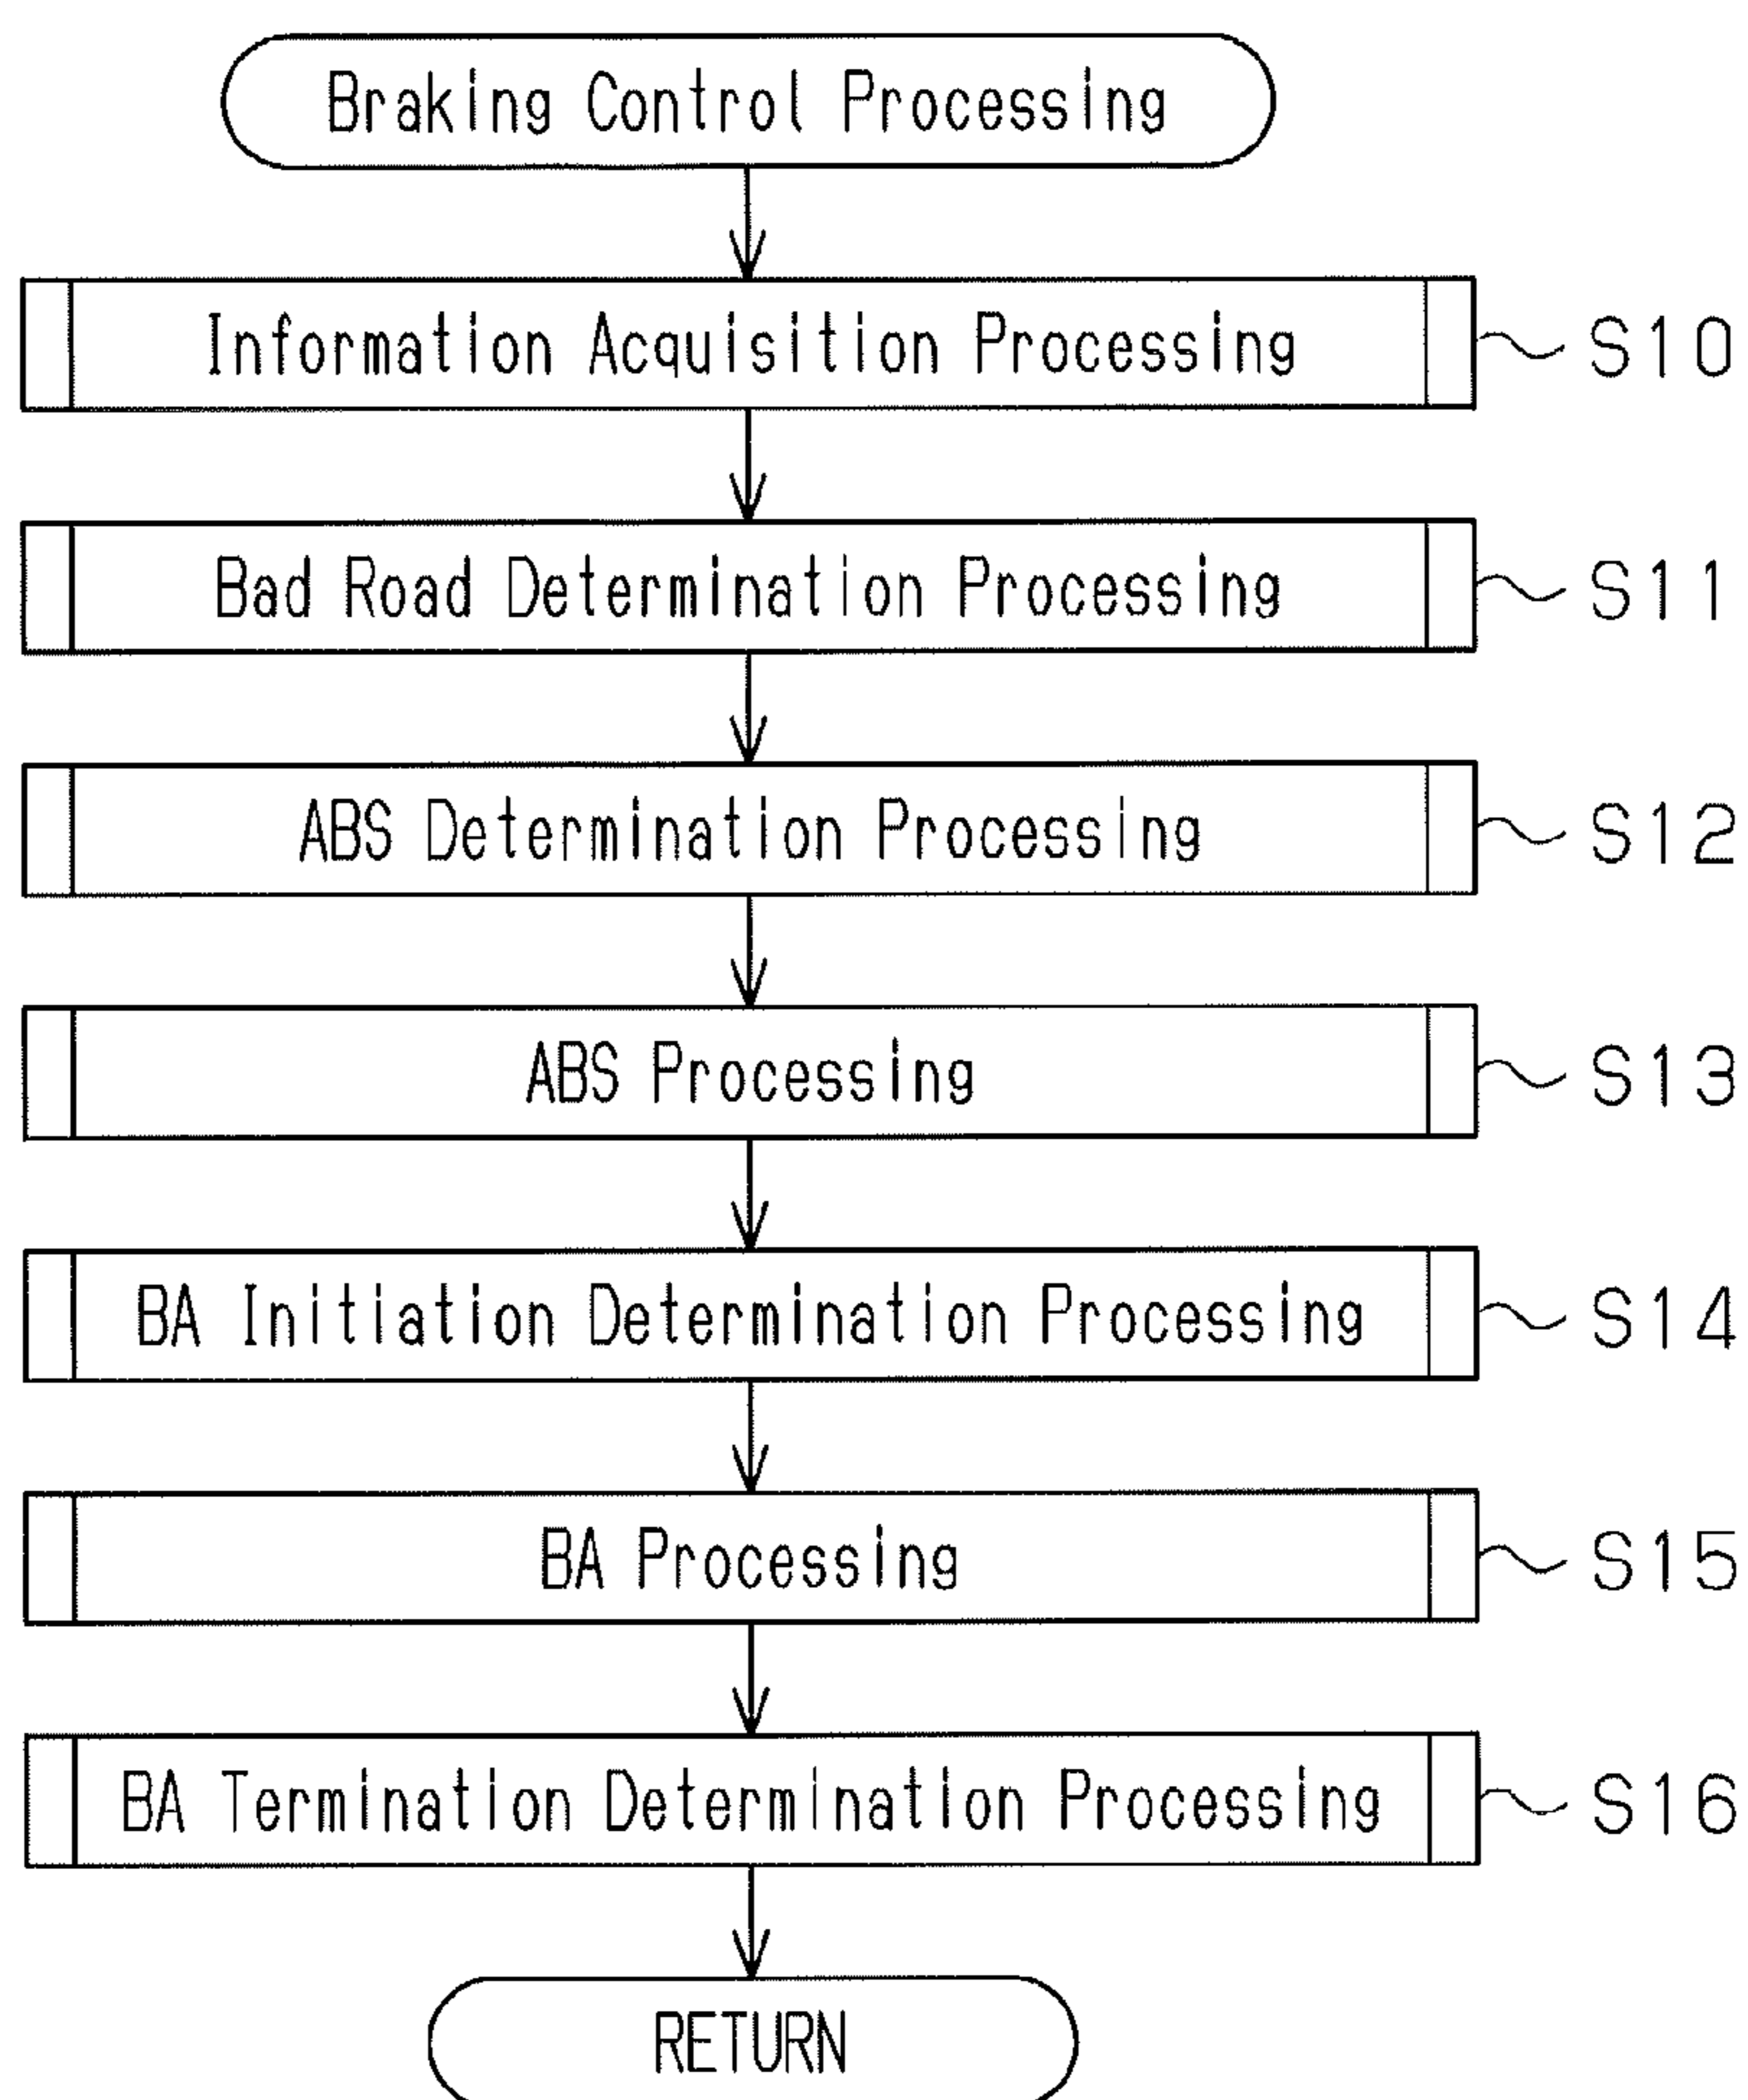 Braking Control Processing
Information Acquisition Processing
S10
Bad Road Determination Processing
S11
ABS Determination Processing
S12
ABS Processing
S13
BA Initiation Determination Processing
S14
BA Processing
S15
BA Termination Determination Processing
S16
RETURN